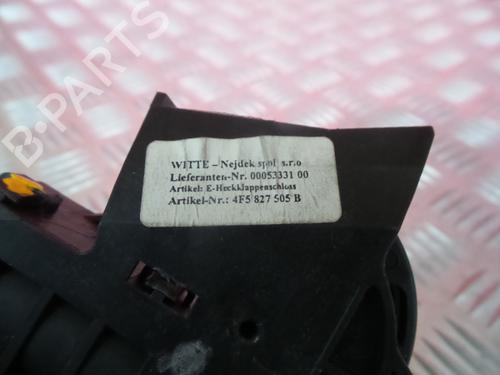 B-PARTS
WITTE - Nejdek spol. s.r.o
Lieferanten-Nr. 00053331 00
Artikel: E-Heckklappenschloss
Artikel-Nr.: 4F5 827 505 B